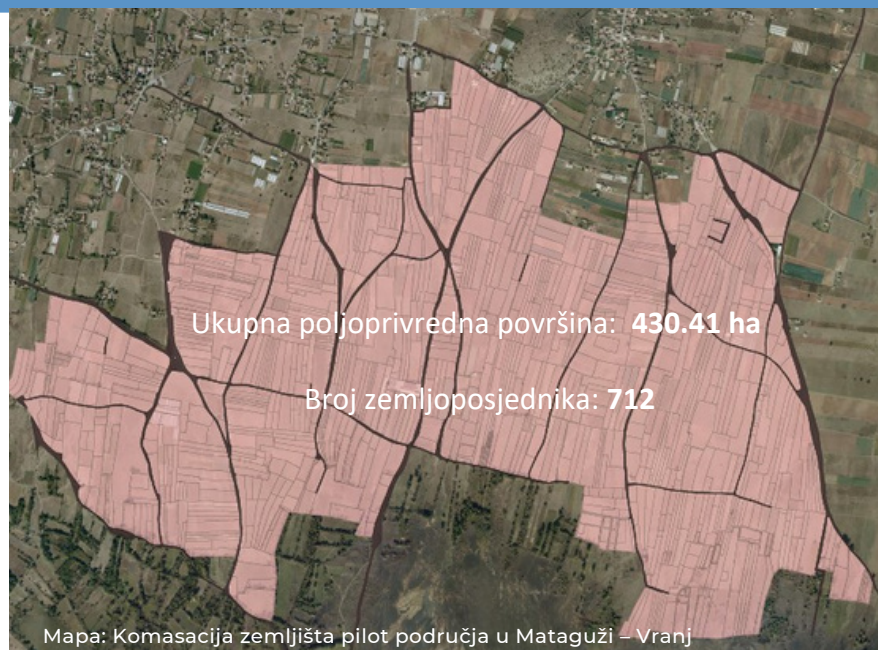 Ukupna poljoprivredna površina: 430.41 ha
Broj zemljoposjednika: 712
Mapa: Komasacija zemljišta pilot područja u Mataguži – Vranj